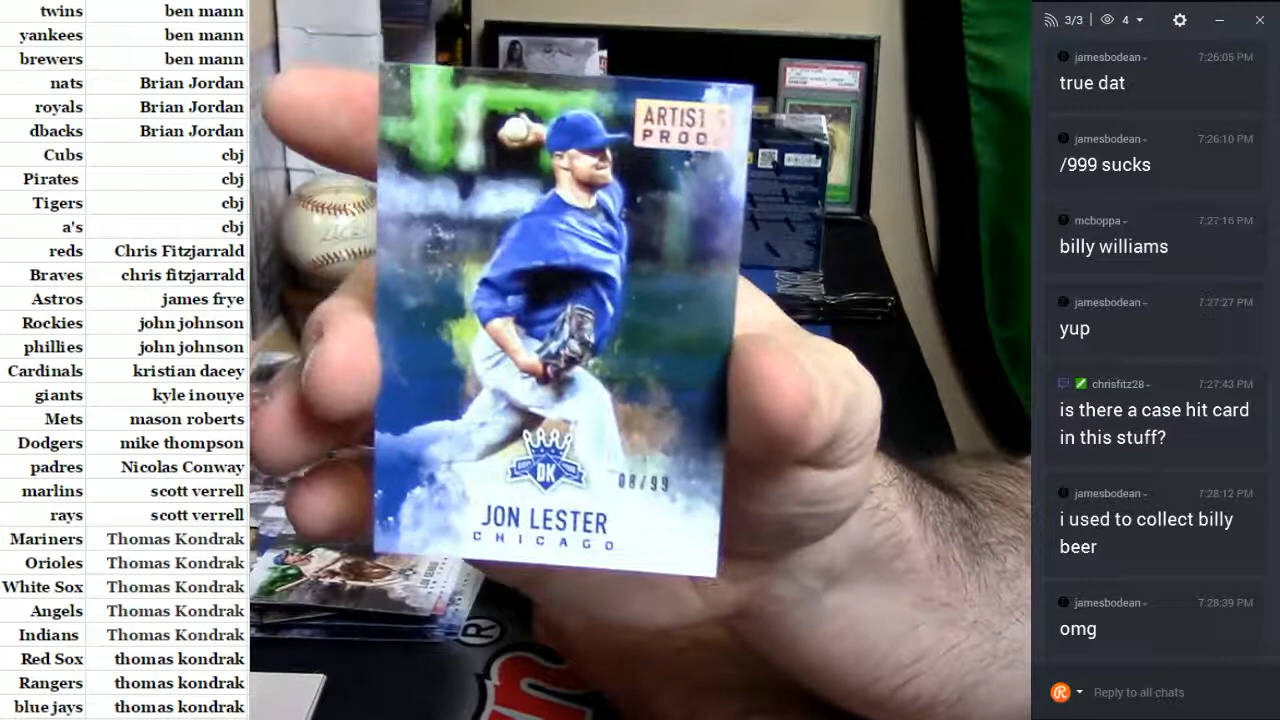 twins ben mann
yankees ben mann
brewers ben mann
nats Brian Jordan
royals Brian Jordan
dbacks Brian Jordan
Cubs cbj
Pirates cbj
Tigers cbj
a's cbj
reds Chris Fitzjarrald
Braves chris fitzjarrald
Astros james frye
Rockies john johnson
phillies john johnson
Cardinals kristian dacey
giants kyle inouye
Mets mason roberts
Dodgers mike thompson
padres Nicolas Conway
marlins scott verrell
rays scott verrell
Mariners Thomas Kondrak
Orioles Thomas Kondrak
White Sox Thomas Kondrak
Angels Thomas Kondrak
Indians Thomas Kondrak
Red Sox thomas kondrak
Rangers thomas kondrak
blue jays thomas kondrak
ARTIST
PROO
DK
08/99
JON LESTER
CHICAGO
®
3/3 | 4
jamesbodean 7:26:05 PM
true dat
jamesbodean 7:26:10 PM
/999 sucks
mcboppa 7:27:16 PM
billy williams
jamesbodean 7:27:27 PM
yup
chrisfitz28 7:27:43 PM
is there a case hit card
in this stuff?
jamesbodean 7:28:12 PM
i used to collect billy
beer
jamesbodean 7:28:39 PM
omg
Reply to all chats